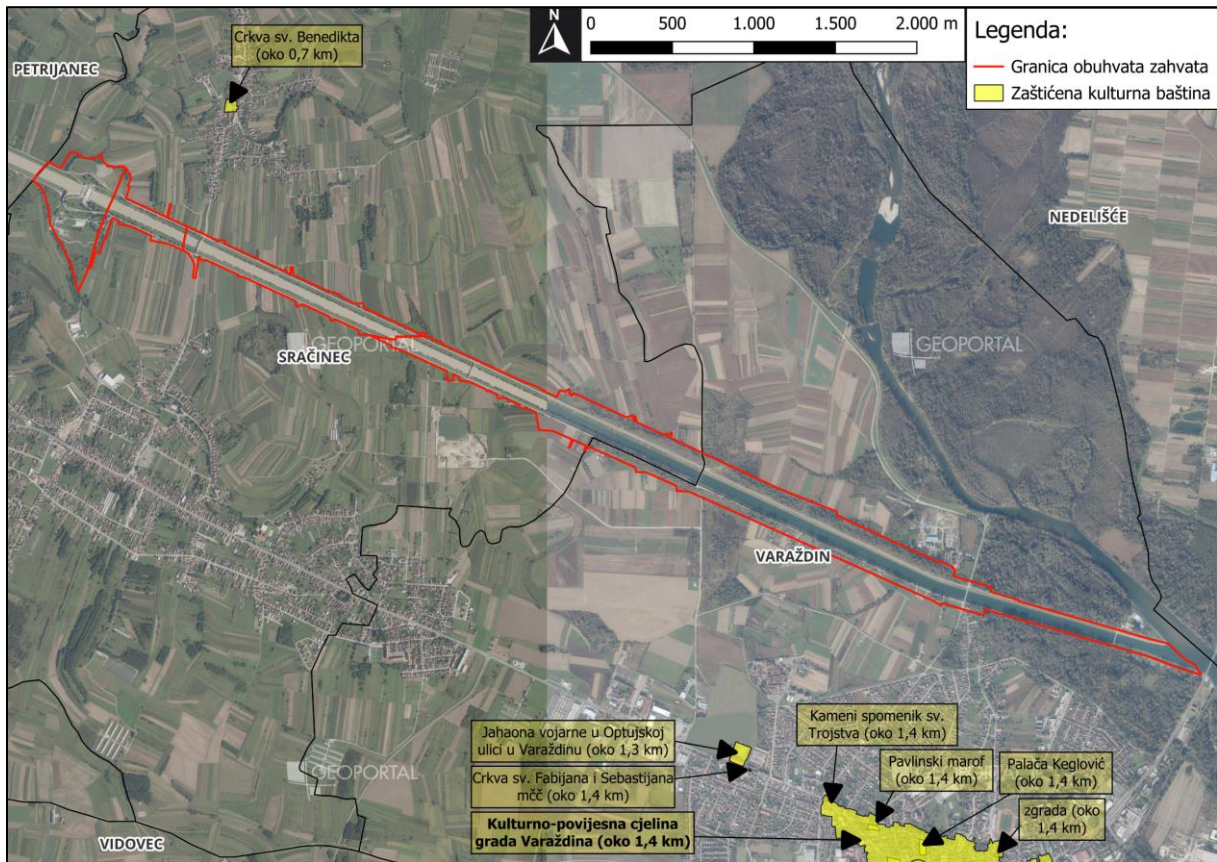 Crkva sv. Benedikta
(oko 0,7 km)
N
0 500 1.000 1.500 2.000 m
Legenda:
Granica obuhvata zahvata
Zaštićena kulturna baština
PETRIJANEC
NEDELIŠĆE
GEOPORTAL
GEOPORTAL
SRAČINEC
VARAŽDIN
Jahaona vojarne u Optujskoj
ulici u Varaždinu (oko 1,3 km)
Crkva sv. Fabijana i Sebastijana
mčč (oko 1,4 km)
Kulturno-povijesna cjelina
grada Varaždina (oko 1,4 km)
Kameni spomenik sv.
Trojstva (oko 1,4 km)
Pavlinski marof
(oko 1,4 km)
Palača Keglović
(oko 1,4 km)
zgrada (oko
1,4 km)
GEOPORTAL
VIDOVEC